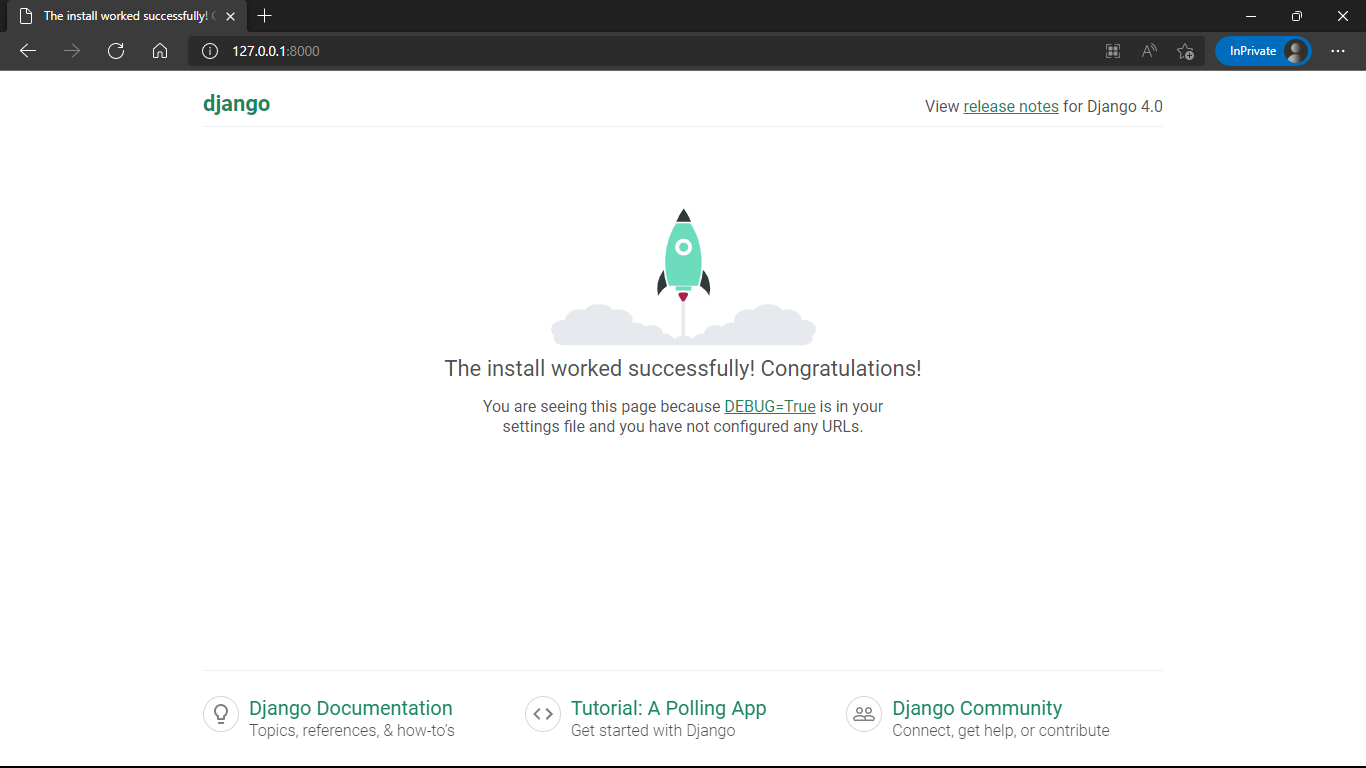 The install worked successfully! C
127.0.0.1:8000
InPrivate
django
View release notes for Django 4.0
The install worked successfully! Congratulations!
You are seeing this page because DEBUG=True is in your
settings file and you have not configured any URLs.
Django Documentation
Topics, references, & how-to's
Tutorial: A Polling App
Get started with Django
Django Community
Connect, get help, or contribute